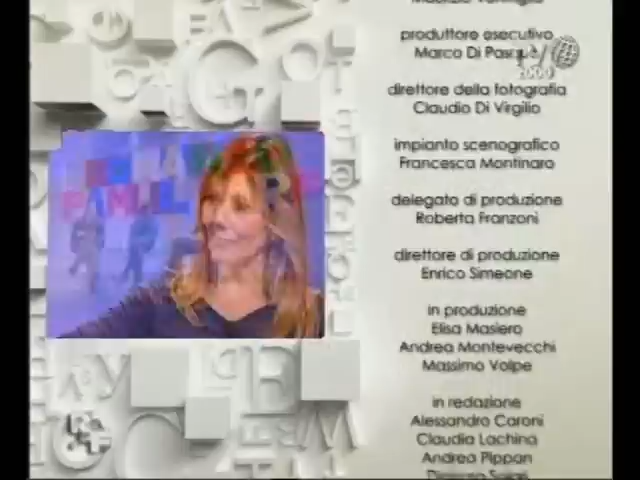 produttore esecutivo
Marco Di Pasqua
2000
direttore della fotografia
Claudio Di Virgilio
impianto scenografico
Francesca Montinaro
delegato di produzione
Roberta Franzoni
direttore di produzione
Enrico Simeone
in produzione
Elisa Masiero
Andrea Montevecchi
Massimo Volpe
in redazione
Alessandro Caroni
Claudia Lachina
Andrea Pippan